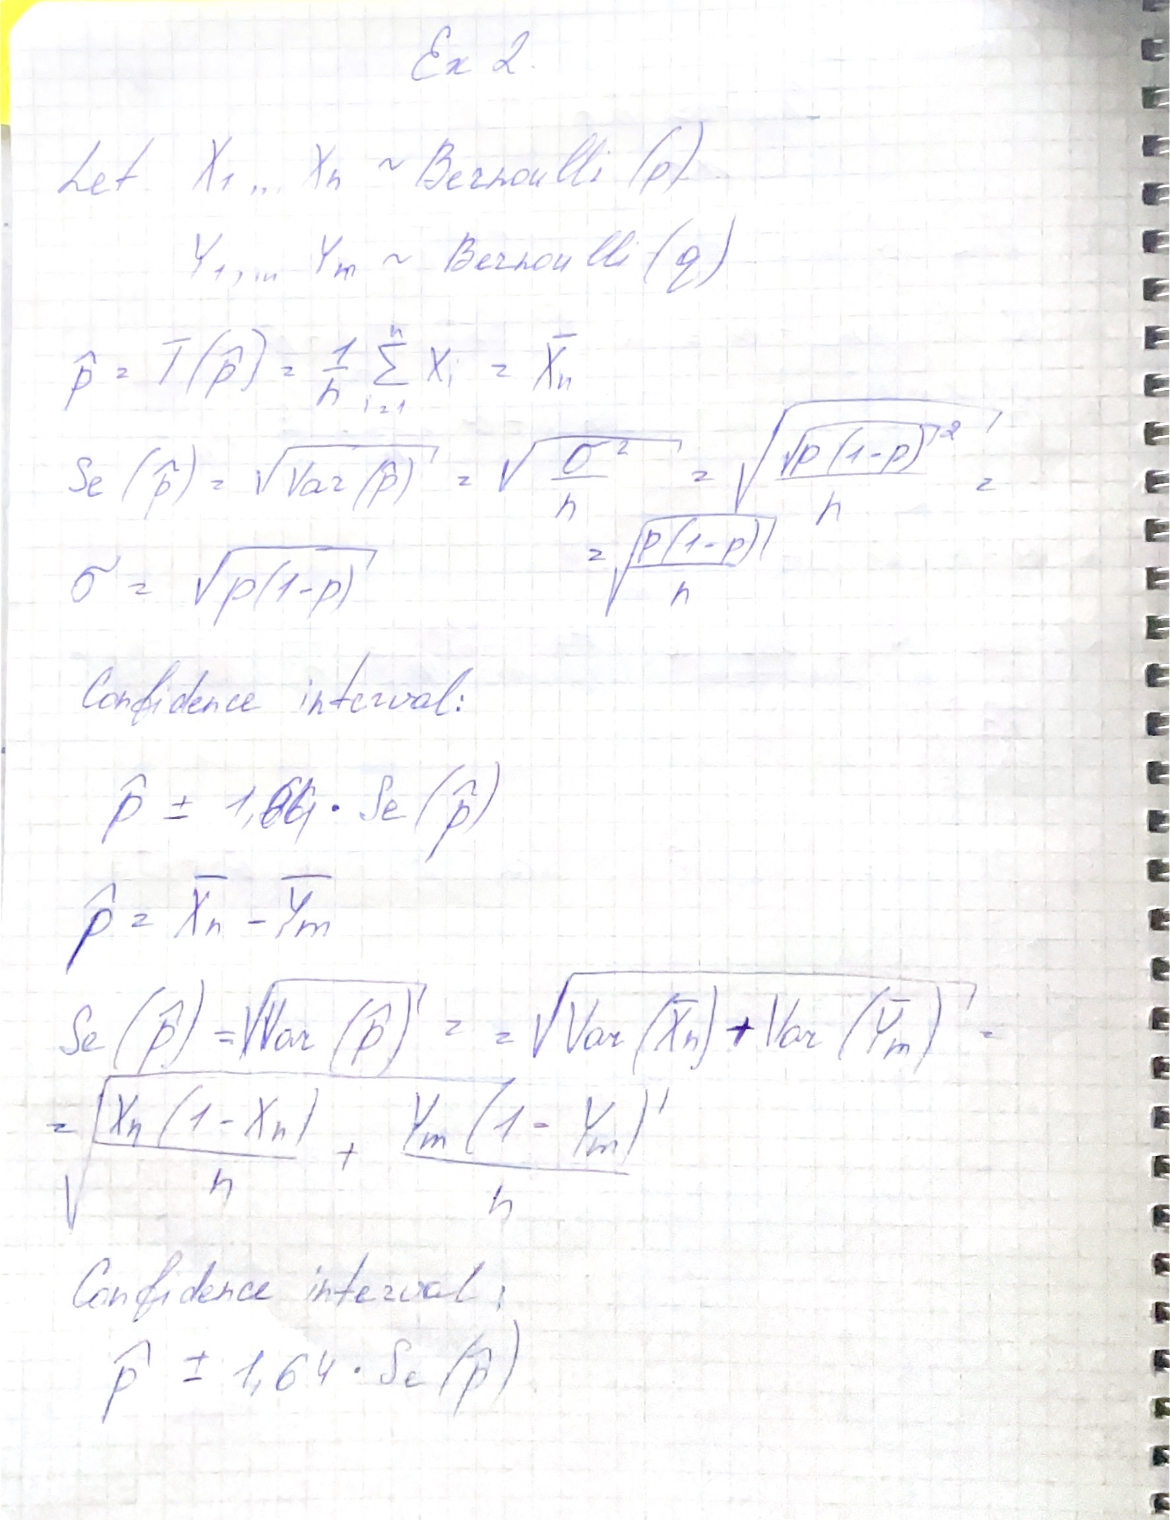 Ex 2.
Let X₁,.. Xₙ ~ Bernoulli (p)
Y₁,... Yₘ ~ Bernoulli (q)
p̂ = T(p̂) = 1/n ∑ᵢ₌₁ⁿ Xᵢ = X̄ₙ
Se (p̂) = √(Var (p̂)) = √(σ²/n) = √((√(p(1-p)))²/n) =
= √(p(1-p)/n)
σ = √(p(1-p))
Confidence interval:
p̂ ± 1,64 · Se (p̂)
p̂ = X̄ₙ - Ȳₘ
Se (p̂) = √(Var (p̂)) = = √(Var (X̄ₙ) + Var (Ȳₘ)) =
= √(Xₙ (1 - Xₙ)/n + Yₘ (1 - Yₘ)/n)
Confidence interval:
p̂ ± 1,64 · Se (p̂)